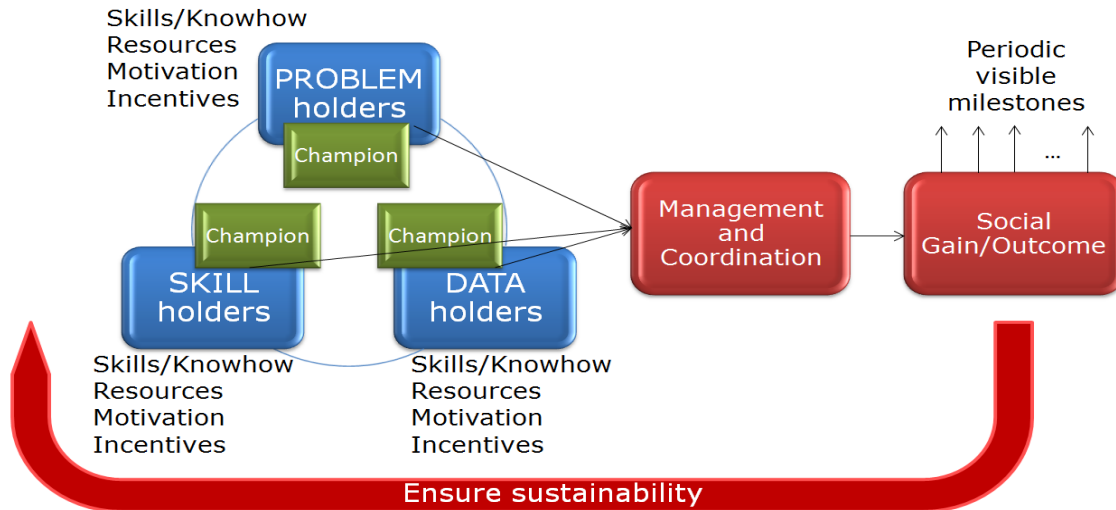 Skills/Knowhow
Resources
Motivation
Incentives
PROBLEM
holders
Champion
Champion
Champion
SKILL
holders
DATA
holders
Skills/Knowhow
Resources
Motivation
Incentives
Skills/Knowhow
Resources
Motivation
Incentives
Management
and
Coordination
Social
Gain/Outcome
Periodic
visible
milestones
...
Ensure sustainability